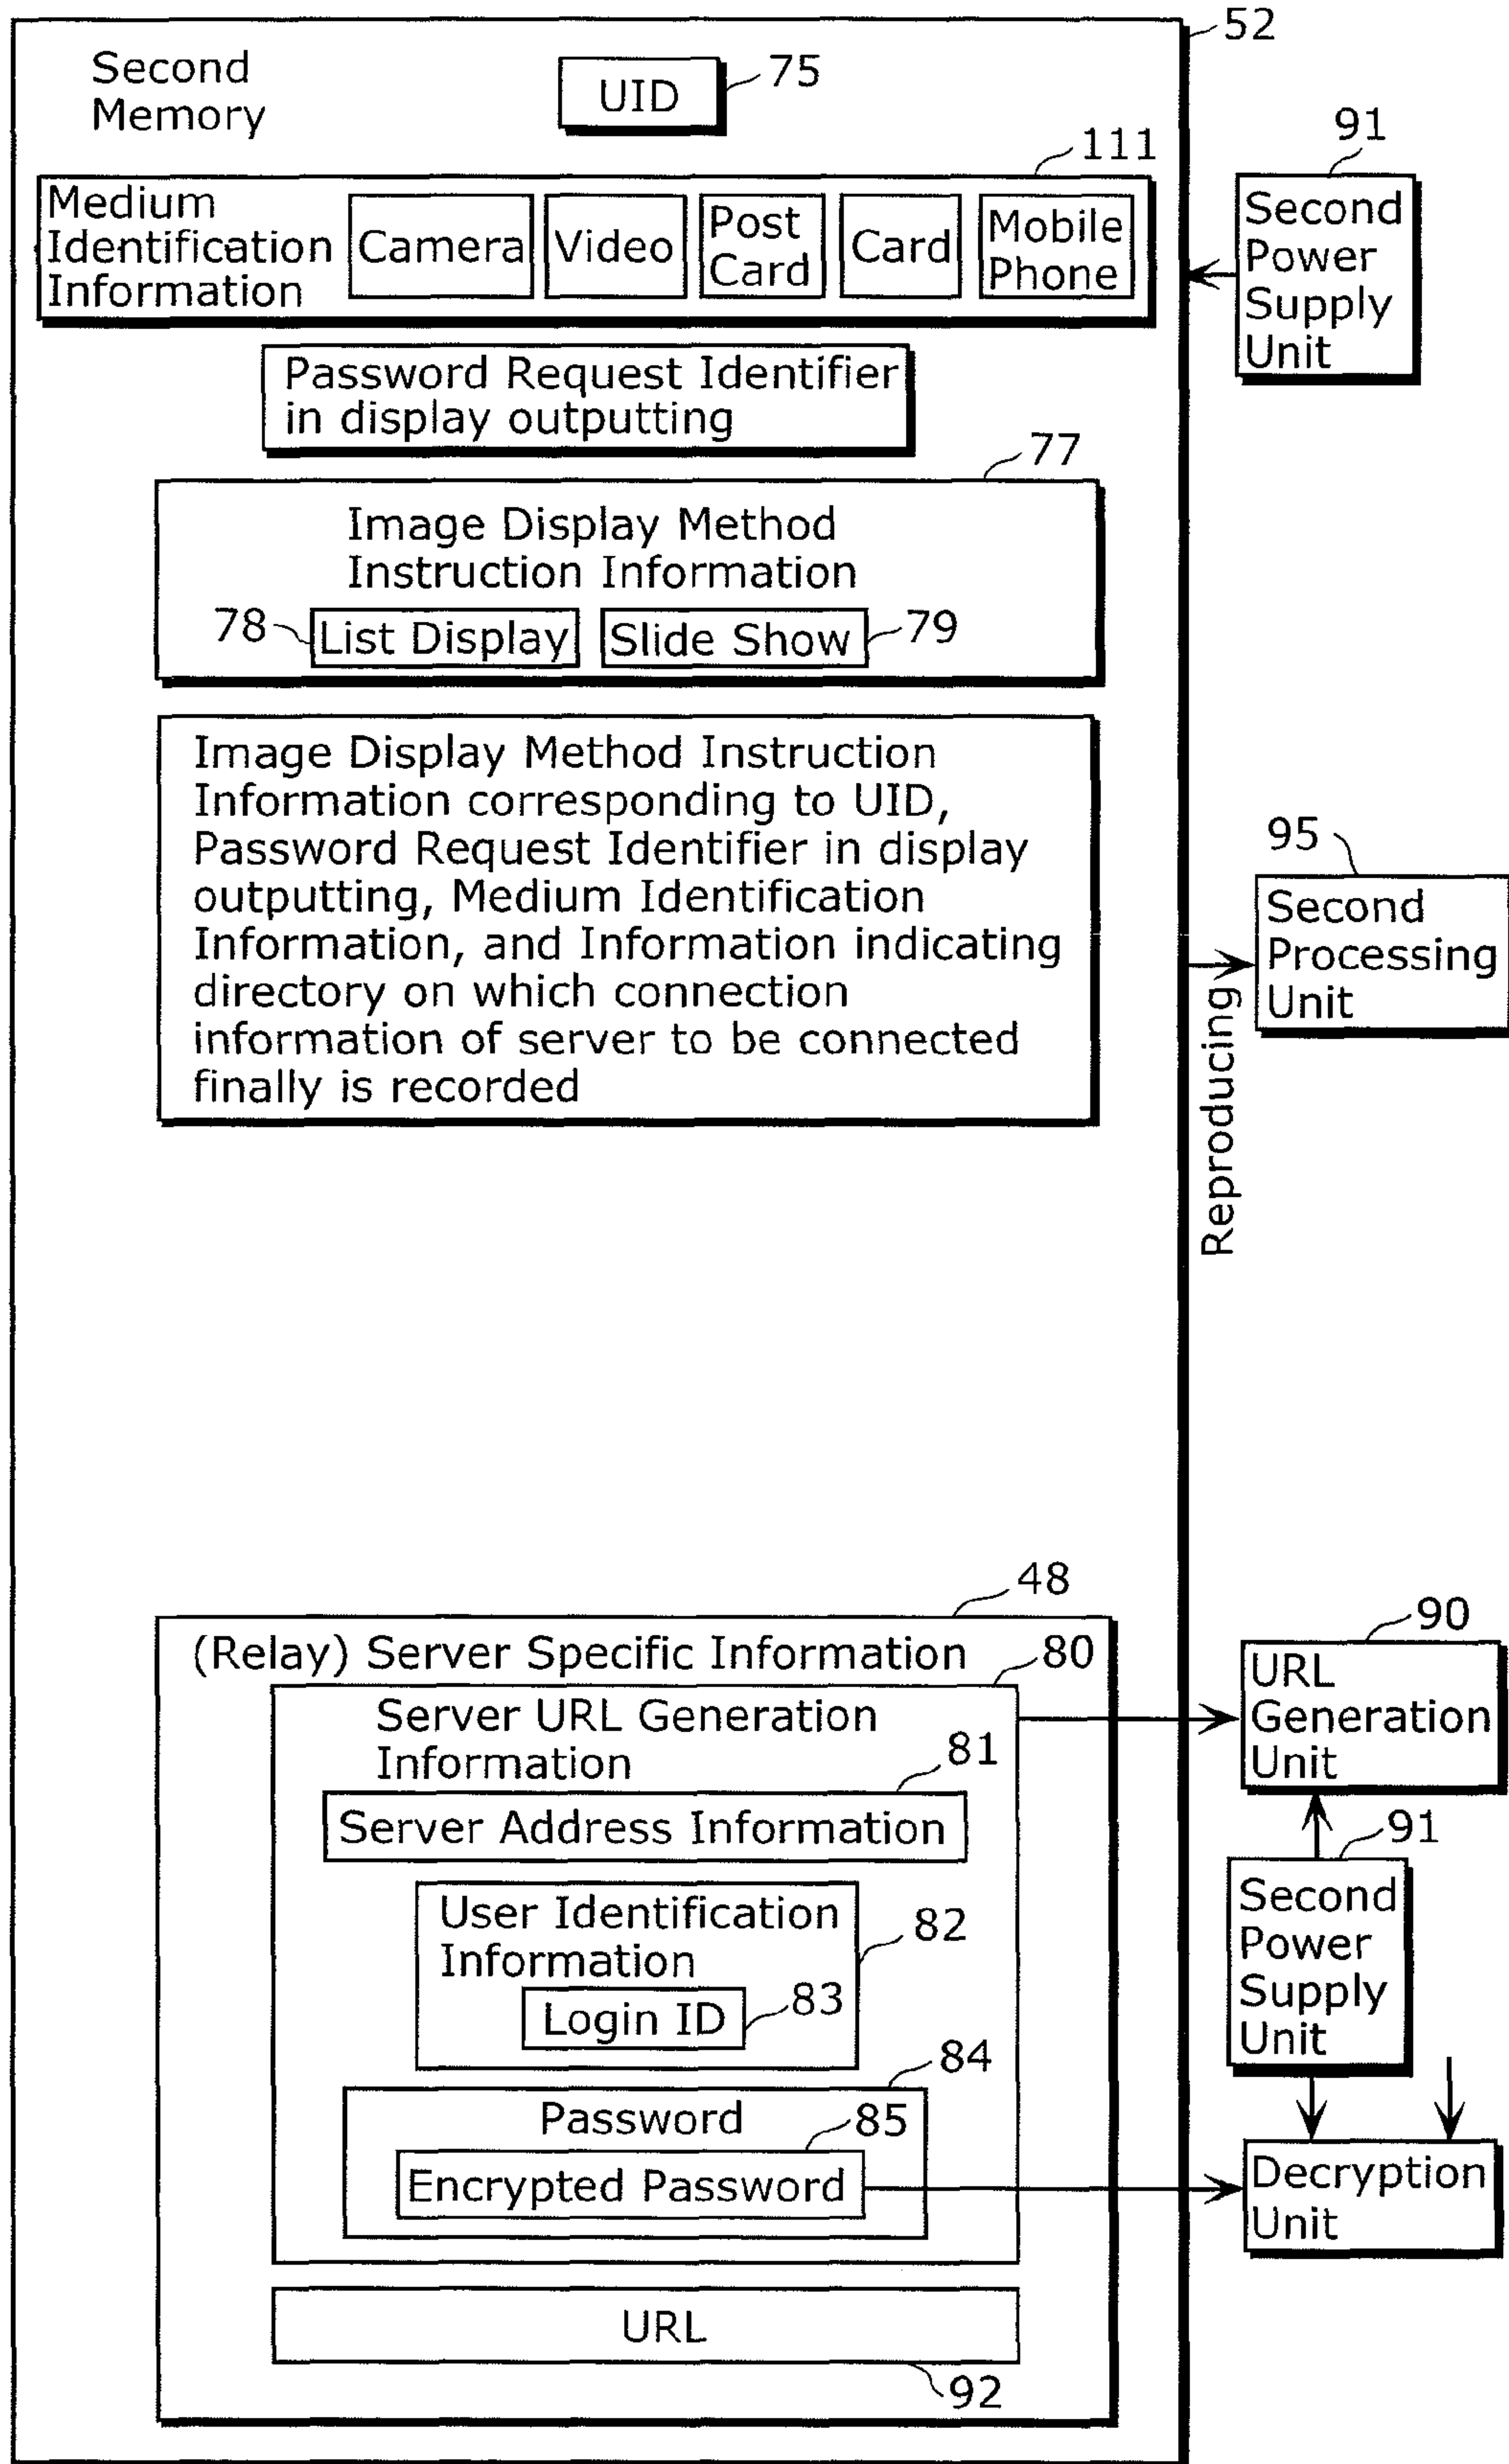 52
Second
Memory
UID
75
111
Medium
Identification
Information
Camera
Video
Post
Card
Card
Mobile
Phone
91
Second
Power
Supply
Unit
Password Request Identifier
in display outputting
77
Image Display Method
Instruction Information
78
List Display
Slide Show
79
Image Display Method Instruction
Information corresponding to UID,
Password Request Identifier in display
outputting, Medium Identification
Information, and Information indicating
directory on which connection
information of server to be connected
finally is recorded
95
Second
Processing
Unit
Reproducing
48
(Relay) Server Specific Information
80
Server URL Generation
Information
81
Server Address Information
User Identification
Information
82
Login ID
83
84
Password
85
Encrypted Password
URL
92
90
URL
Generation
Unit
91
Second
Power
Supply
Unit
Decryption
Unit